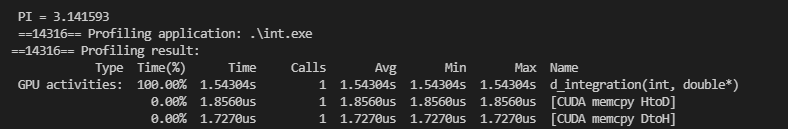 PI = 3.141593
==14316== Profiling application: .\int.exe
==14316== Profiling result:
Type Time(%) Time Calls Avg Min Max Name
GPU activities: 100.00% 1.54304s 1 1.54304s 1.54304s 1.54304s d_integration(int, double*)
0.00% 1.8560us 1 1.8560us 1.8560us 1.8560us [CUDA memcpy HtoD]
0.00% 1.7270us 1 1.7270us 1.7270us 1.7270us [CUDA memcpy DtoH]